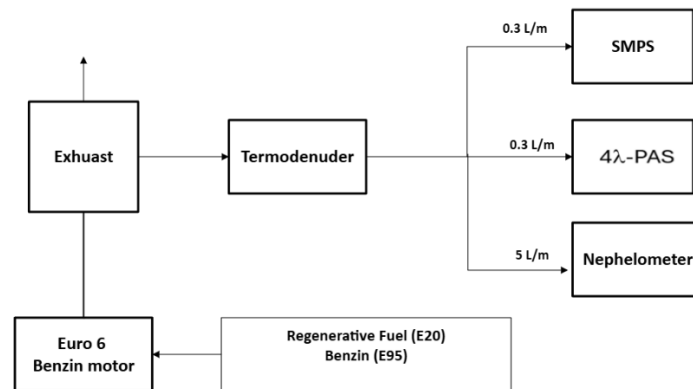 0.3 L/m
SMPS
Exhuast
Termodenuder
0.3 L/m
4λ-PAS
5 L/m
Nephelometer
Euro 6
Benzin motor
Regenerative Fuel (E20)
Benzin (E95)